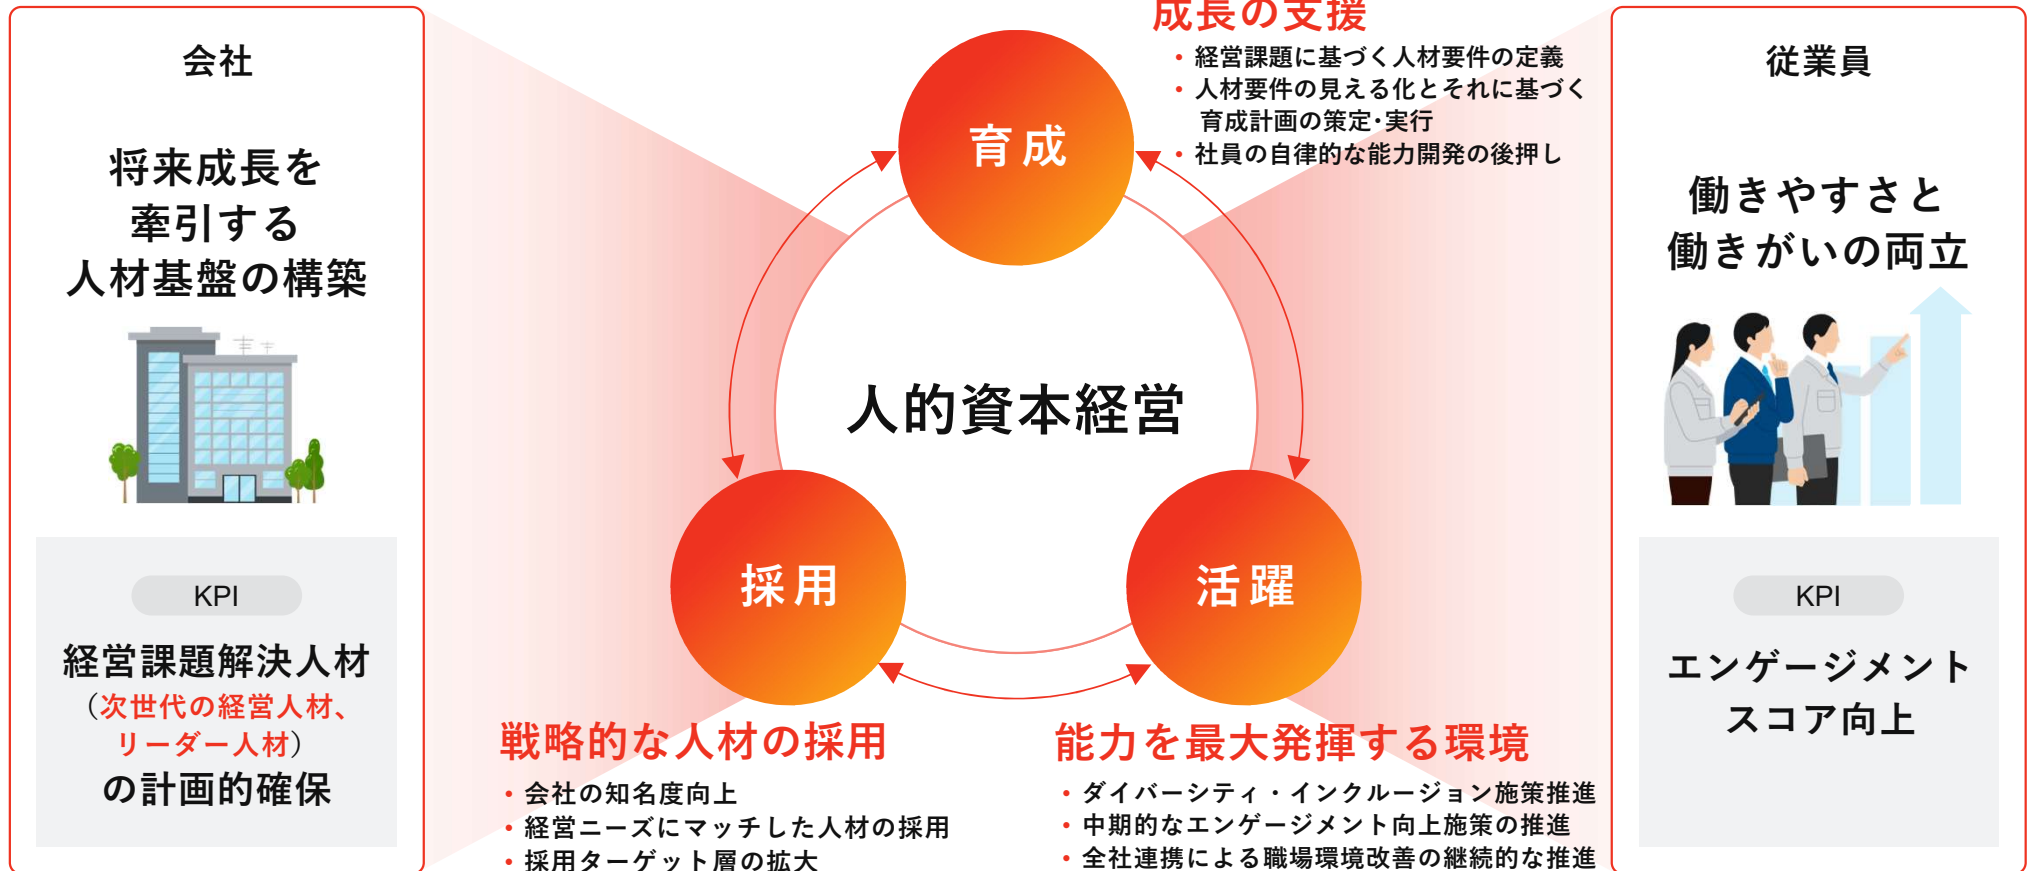 会社
将来成長を
牽引する
人材基盤の構築
KPI
経営課題解決人材
（次世代の経営人材、
リーダー人材）
の計画的確保
成長の支援
・経営課題に基づく人材要件の定義
・人材要件の見える化とそれに基づく
育成計画の策定・実行
・社員の自律的な能力開発の後押し
育成
人的資本経営
採用
活躍
戦略的な人材の採用
・会社の知名度向上
・経営ニーズにマッチした人材の採用
・採用ターゲット層の拡大
能力を最大発揮する環境
・ダイバーシティ・インクルージョン施策推進
・中期的なエンゲージメント向上施策の推進
・全社連携による職場環境改善の継続的な推進
従業員
働きやすさと
働きがいの両立
KPI
エンゲージメント
スコア向上